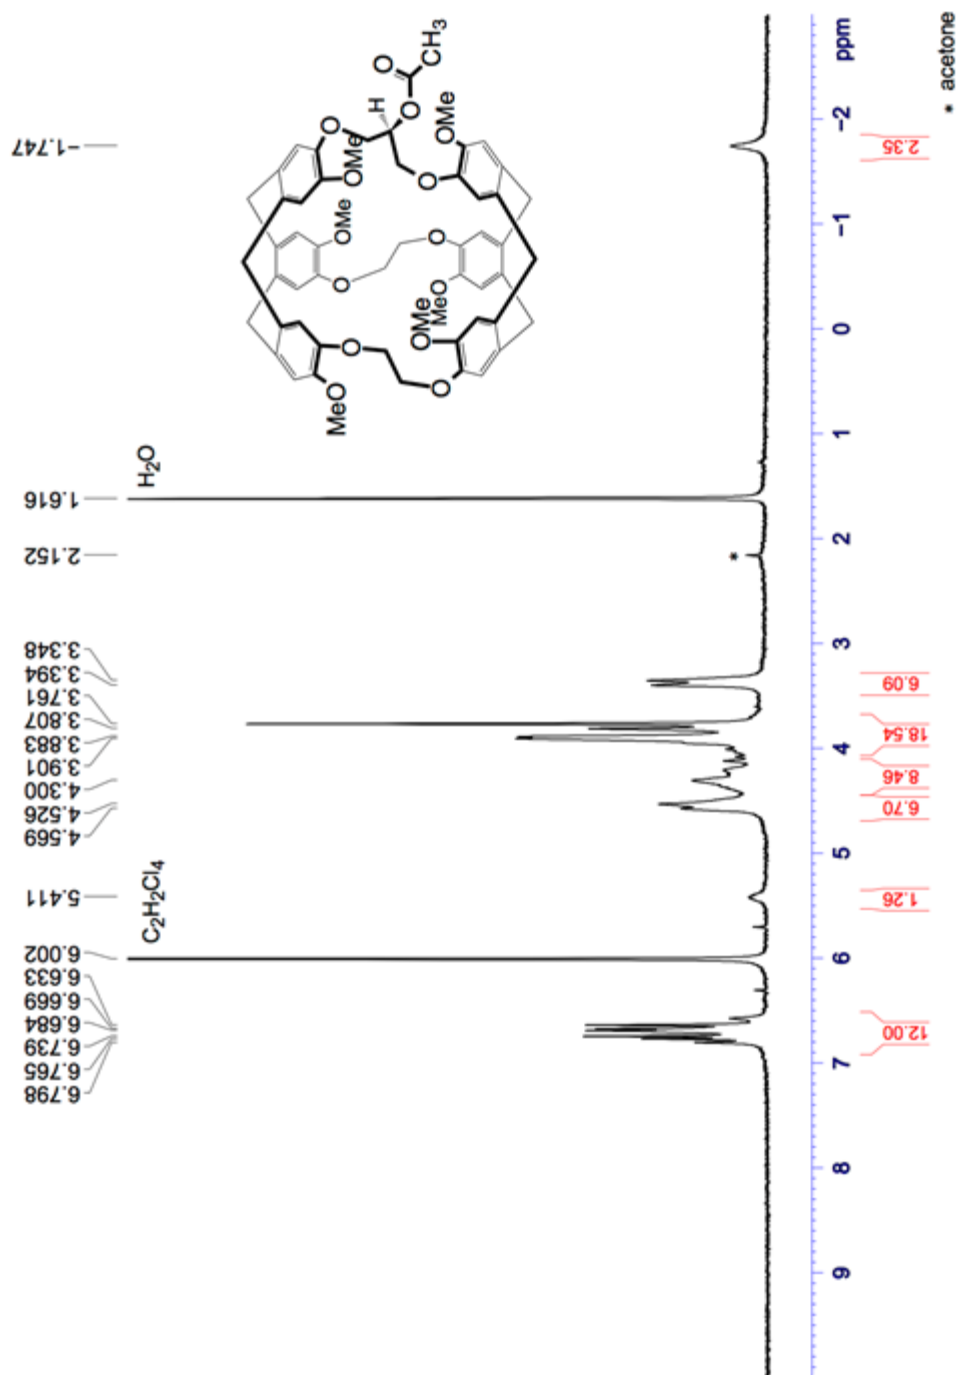 6.798
6.765
6.739
6.684
6.669
6.633
6.002
5.411
4.569
4.526
4.300
3.901
3.883
3.807
3.761
3.394
3.348
2.152
1.616
−1.747
C2H2Cl4
H2O
MeO
O
O
OMe
MeO
O
O
OMe
OMe
O
O
OMe
H
O
O
CH3
OMe
*
9
8
7
6
5
4
3
2
1
0
−1
−2
ppm
12.00
1.26
6.70
8.46
18.54
6.09
2.35
* acetone